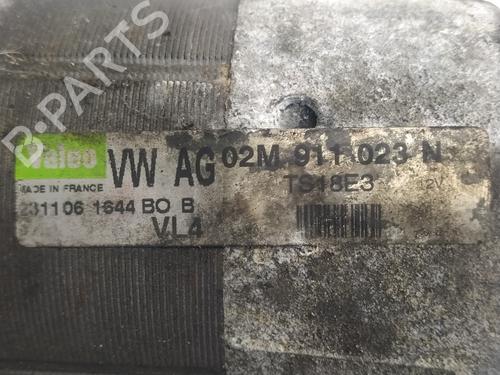 B-PARTS
Valeo VW AG 02M 911 023 N
MADE IN FRANCE TS18E3 12V
231106 1644 BO B
VL4